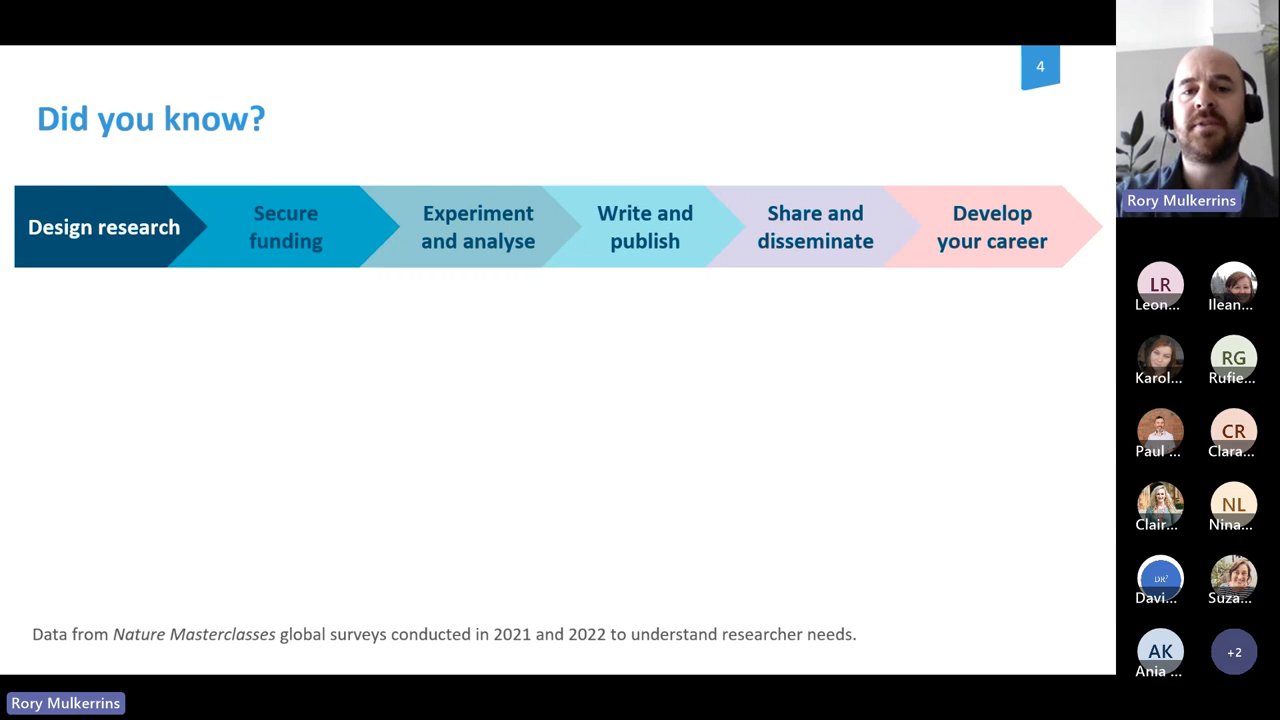 4
Did you know?
Design research
Secure
funding
Experiment
and analyse
Write and
publish
Share and
disseminate
Develop
your career
Data from Nature Masterclasses global surveys conducted in 2021 and 2022 to understand researcher needs.
Rory Mulkerrins
Rory Mulkerrins
LR
Leon...
Ilean...
Karol...
RG
Rufie...
Paul ...
CR
Clara...
Clair...
NL
Nina...
DR²
Davi...
Suza...
AK
Ania ...
+2